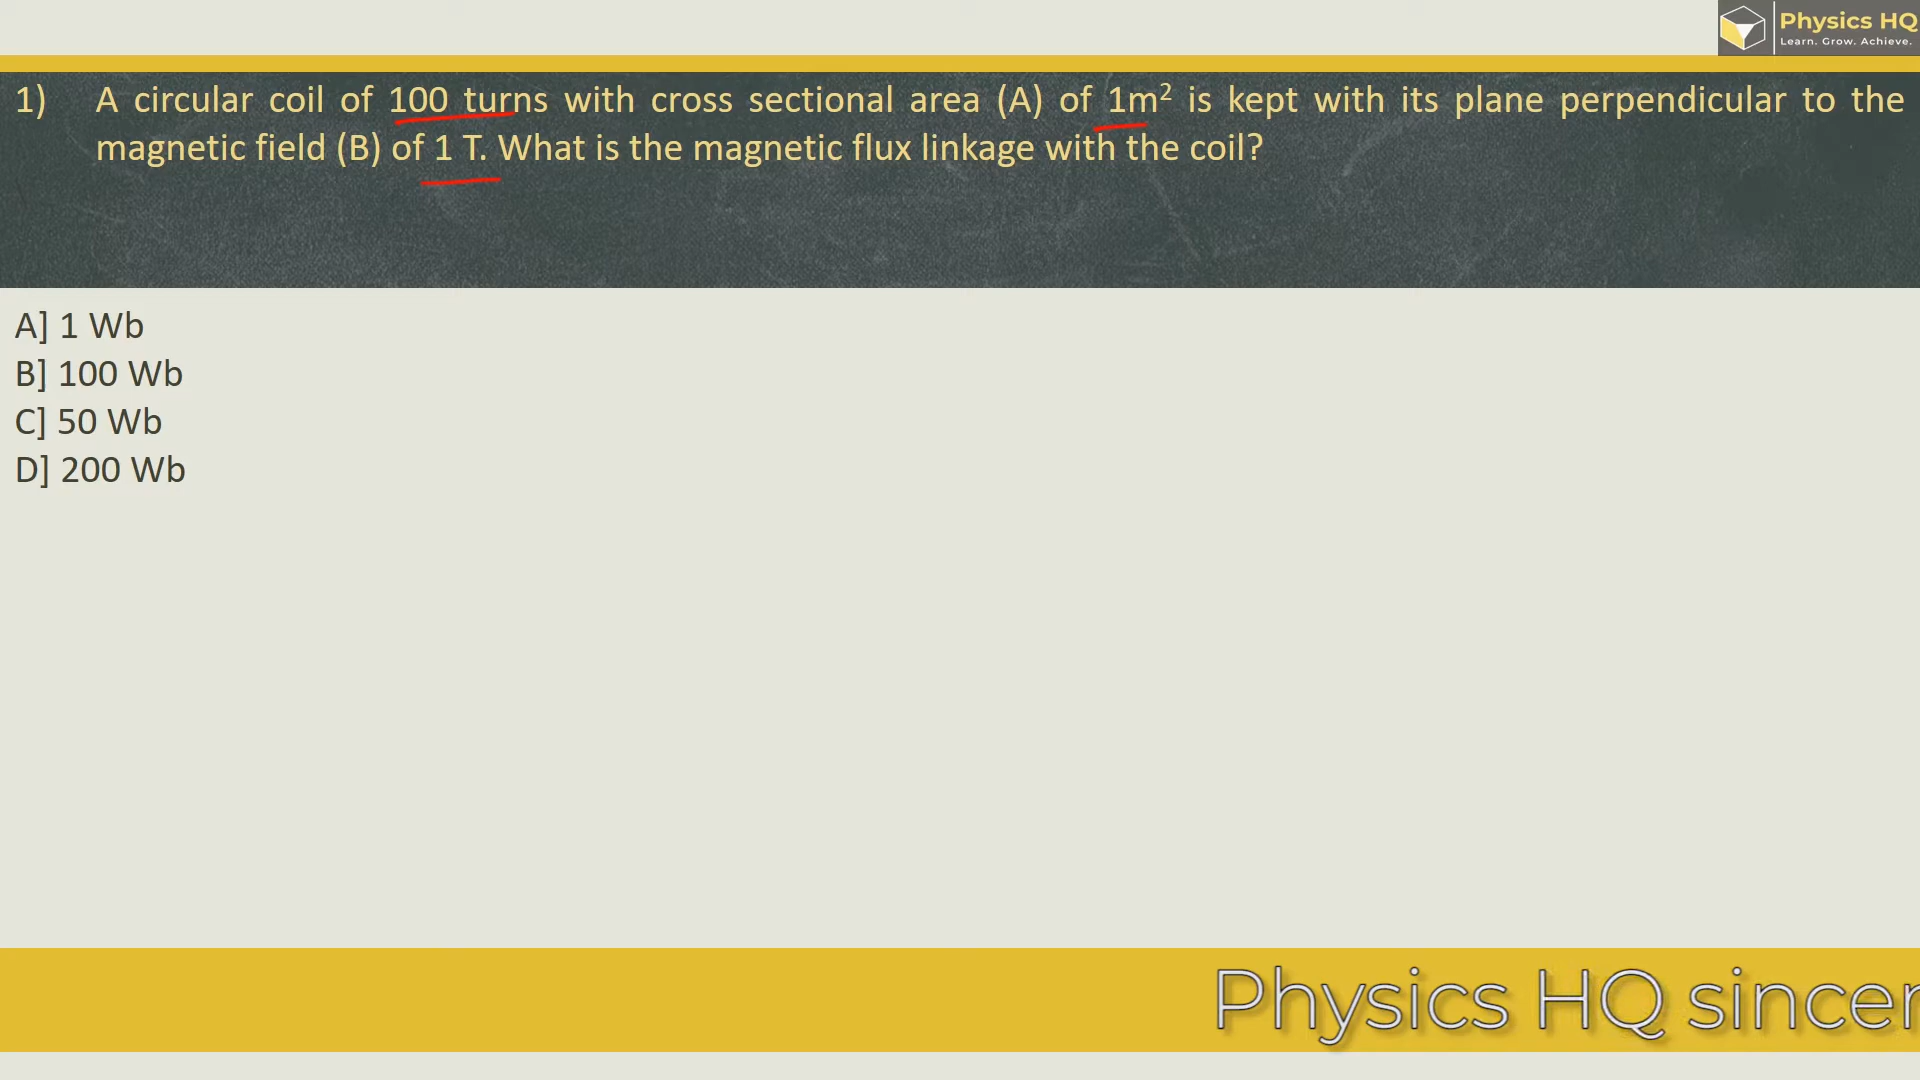 Physics HQ
Learn. Grow. Achieve.
1) A circular coil of 100 turns with cross sectional area (A) of 1m² is kept with its plane perpendicular to the
magnetic field (B) of 1 T. What is the magnetic flux linkage with the coil?
A] 1 Wb
B] 100 Wb
C] 50 Wb
D] 200 Wb
Physics HQ sincer